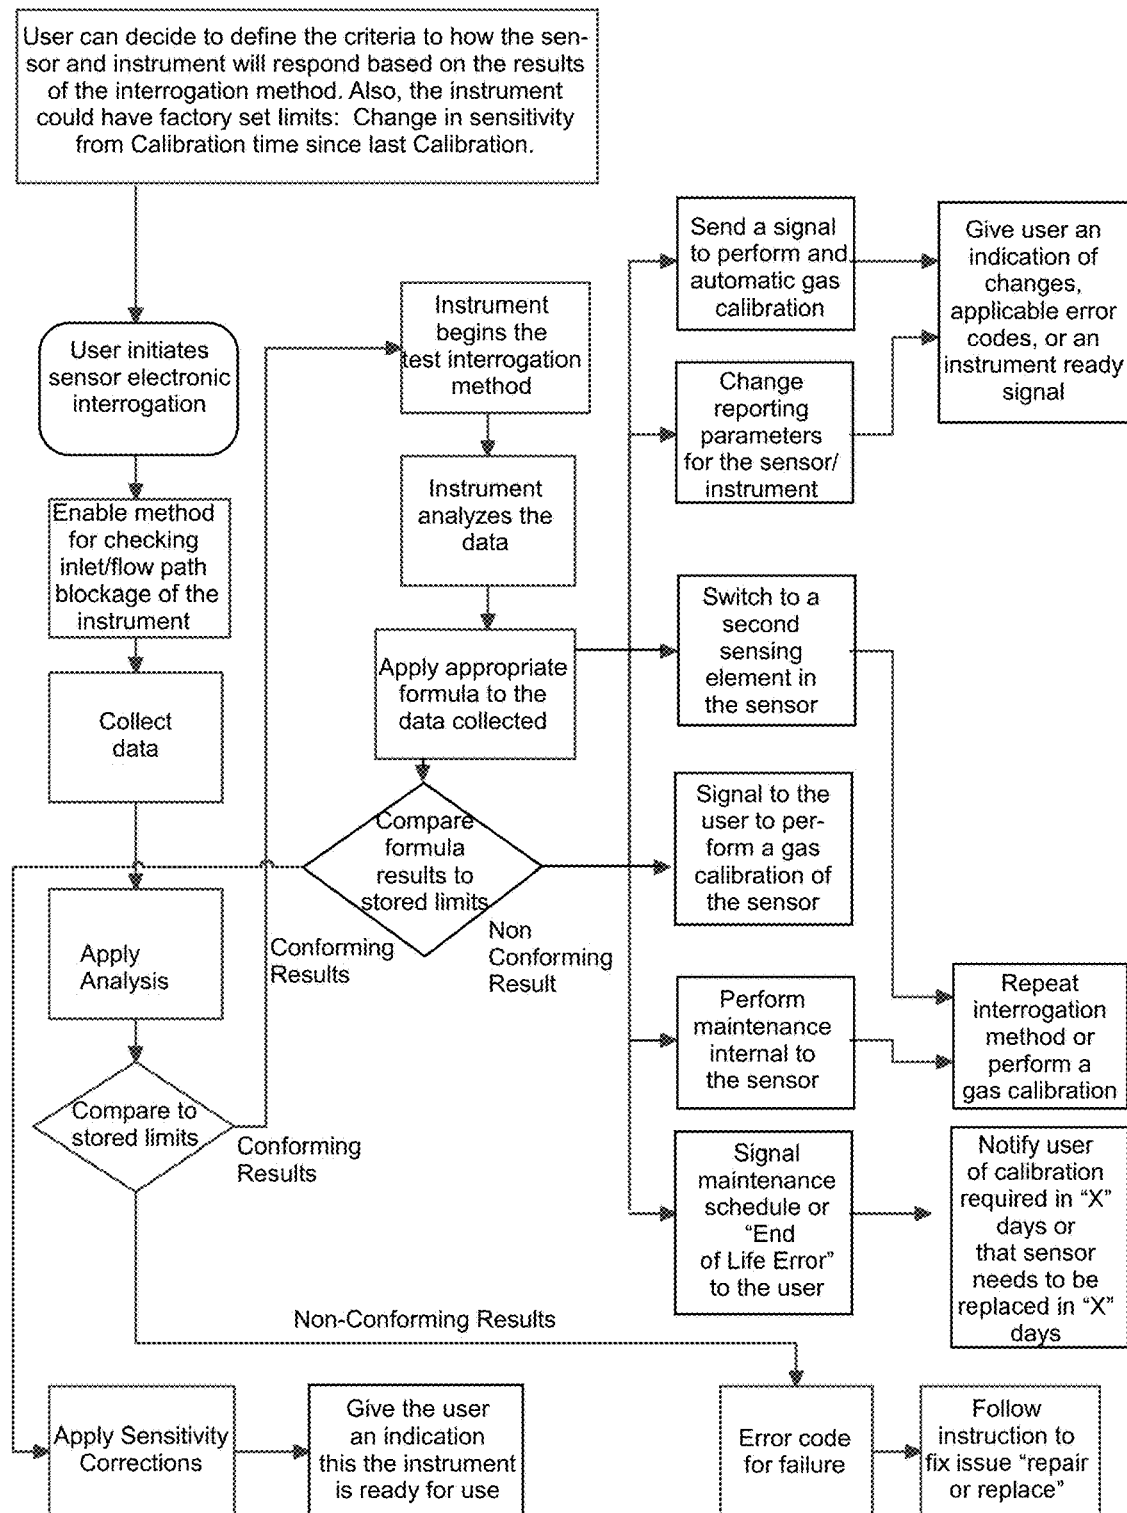 User can decide to define the criteria to how the sen-
sor and instrument will respond based on the results
of the interrogation method. Also, the instrument
could have factory set limits: Change in sensitivity
from Calibration time since last Calibration.
User initiates
sensor electronic
interrogation
Enable method
for checking
inlet/flow path
blockage of the
instrument
Collect
data
Apply
Analysis
Compare to
stored limits
Conforming
Results
Non-Conforming Results
Instrument
begins the
test interrogation
method
Instrument
analyzes the
data
Apply appropriate
formula to the
data collected
Compare
formula
results to
stored limits
Conforming
Results
Non
Conforming
Result
Send a signal
to perform and
automatic gas
calibration
Change
reporting
parameters
for the sensor/
instrument
Switch to a
second
sensing
element in
the sensor
Signal to the
user to per-
form a gas
calibration of
the sensor
Perform
maintenance
internal to
the sensor
Signal
maintenance
schedule or
“End
of Life Error”
to the user
Give user an
indication of
changes,
applicable error
codes, or an
instrument ready
signal
Repeat
interrogation
method or
perform a
gas calibration
Notify user
of calibration
required in “X”
days or
that sensor
needs to be
replaced in “X”
days
Apply Sensitivity
Corrections
Give the user
an indication
this the instrument
is ready for use
Error code
for failure
Follow
instruction to
fix issue “repair
or replace”